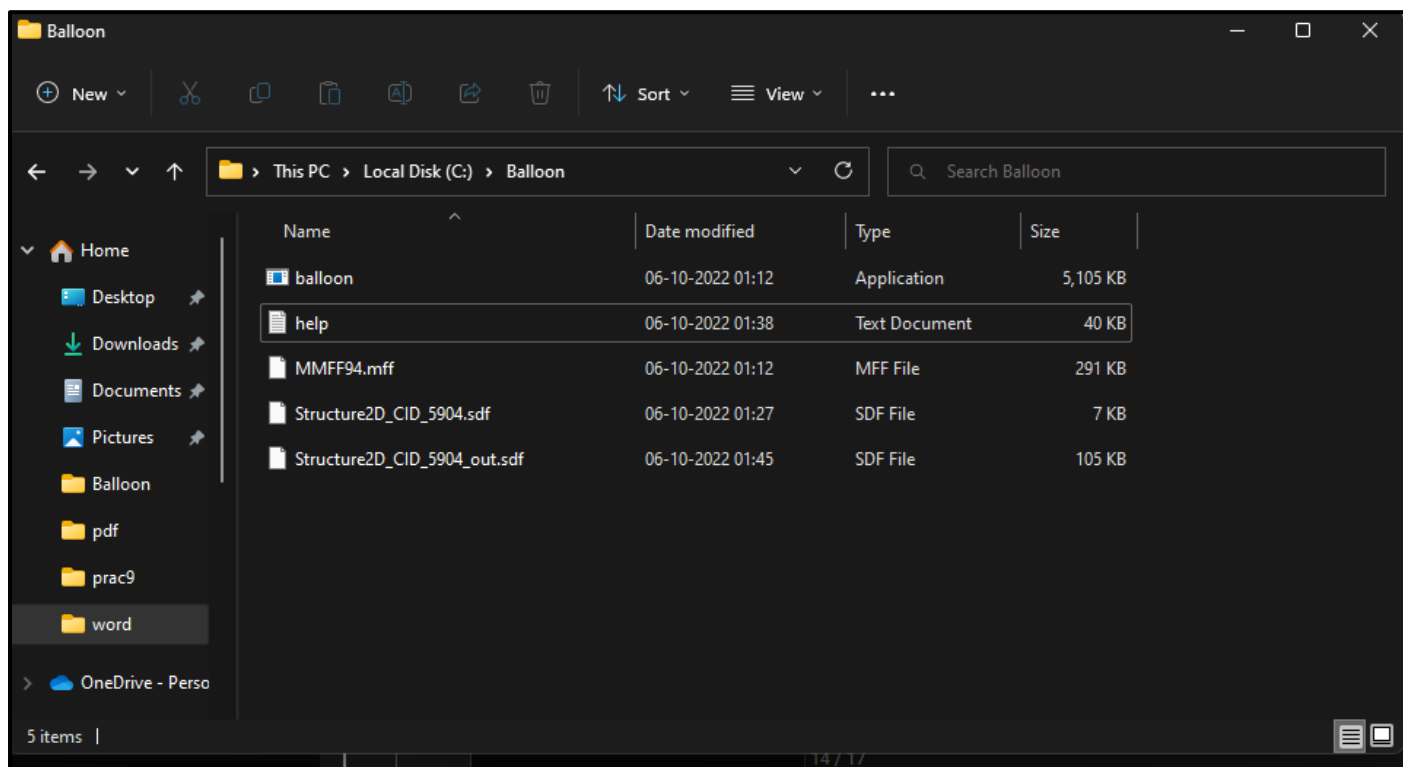 Balloon
New
Sort
View
This PC > Local Disk (C:) > Balloon
Search Balloon
Name Date modified Type Size
Home
Desktop
Downloads
Documents
Pictures
Balloon
pdf
prac9
word
OneDrive - Perso
balloon 06-10-2022 01:12 Application 5,105 KB
help 06-10-2022 01:38 Text Document 40 KB
MMFF94.mff 06-10-2022 01:12 MFF File 291 KB
Structure2D_CID_5904.sdf 06-10-2022 01:27 SDF File 7 KB
Structure2D_CID_5904_out.sdf 06-10-2022 01:45 SDF File 105 KB
5 items
14 / 17